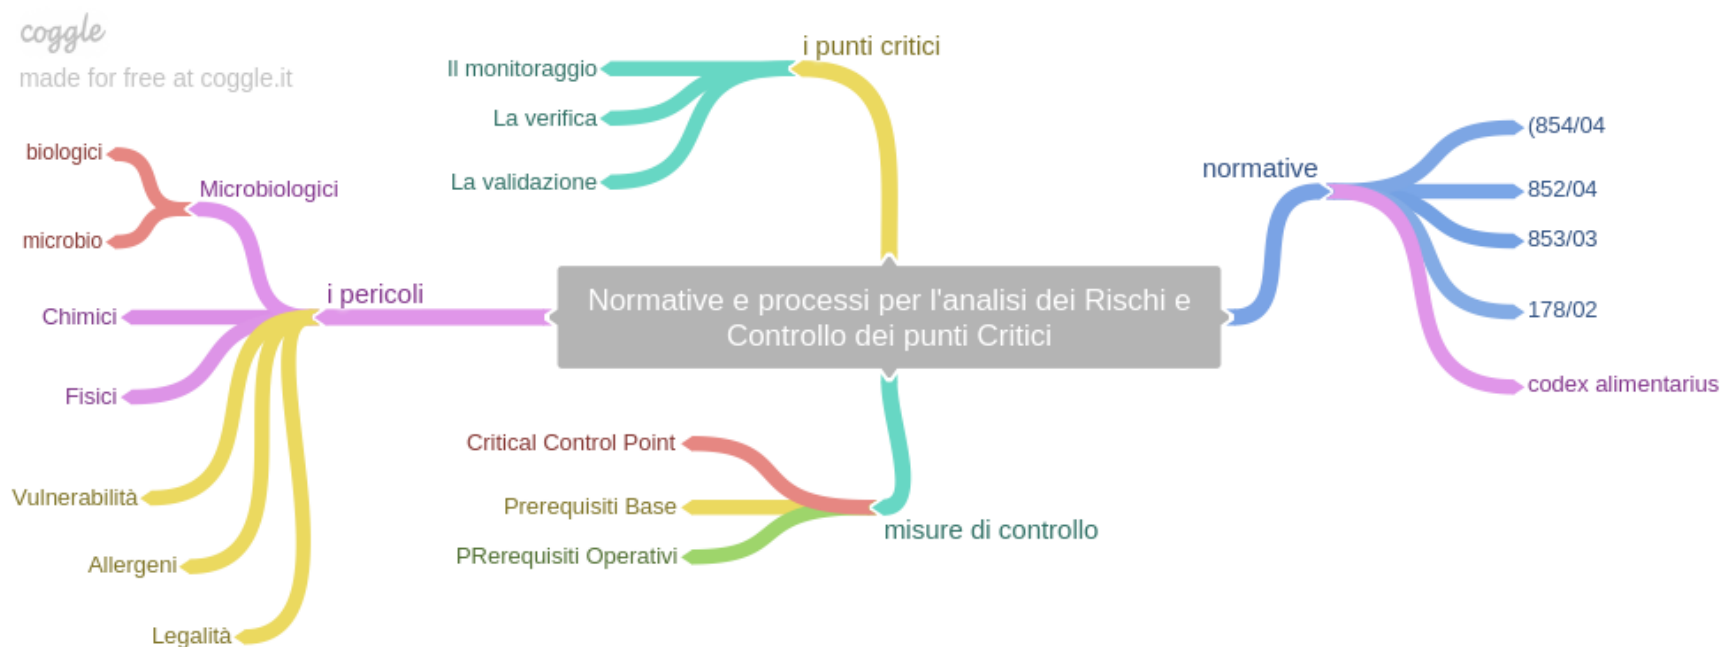 coggle
made for free at coggle.it
i punti critici
Il monitoraggio
La verifica
La validazione
biologici
Microbiologici
microbio
i pericoli
Chimici
Fisici
Vulnerabilità
Allergeni
Legalità
Normative e processi per l'analisi dei Rischi e
Controllo dei punti Critici
normative
(854/04
852/04
853/03
178/02
codex alimentarius
Critical Control Point
Prerequisiti Base
PRerequisiti Operativi
misure di controllo